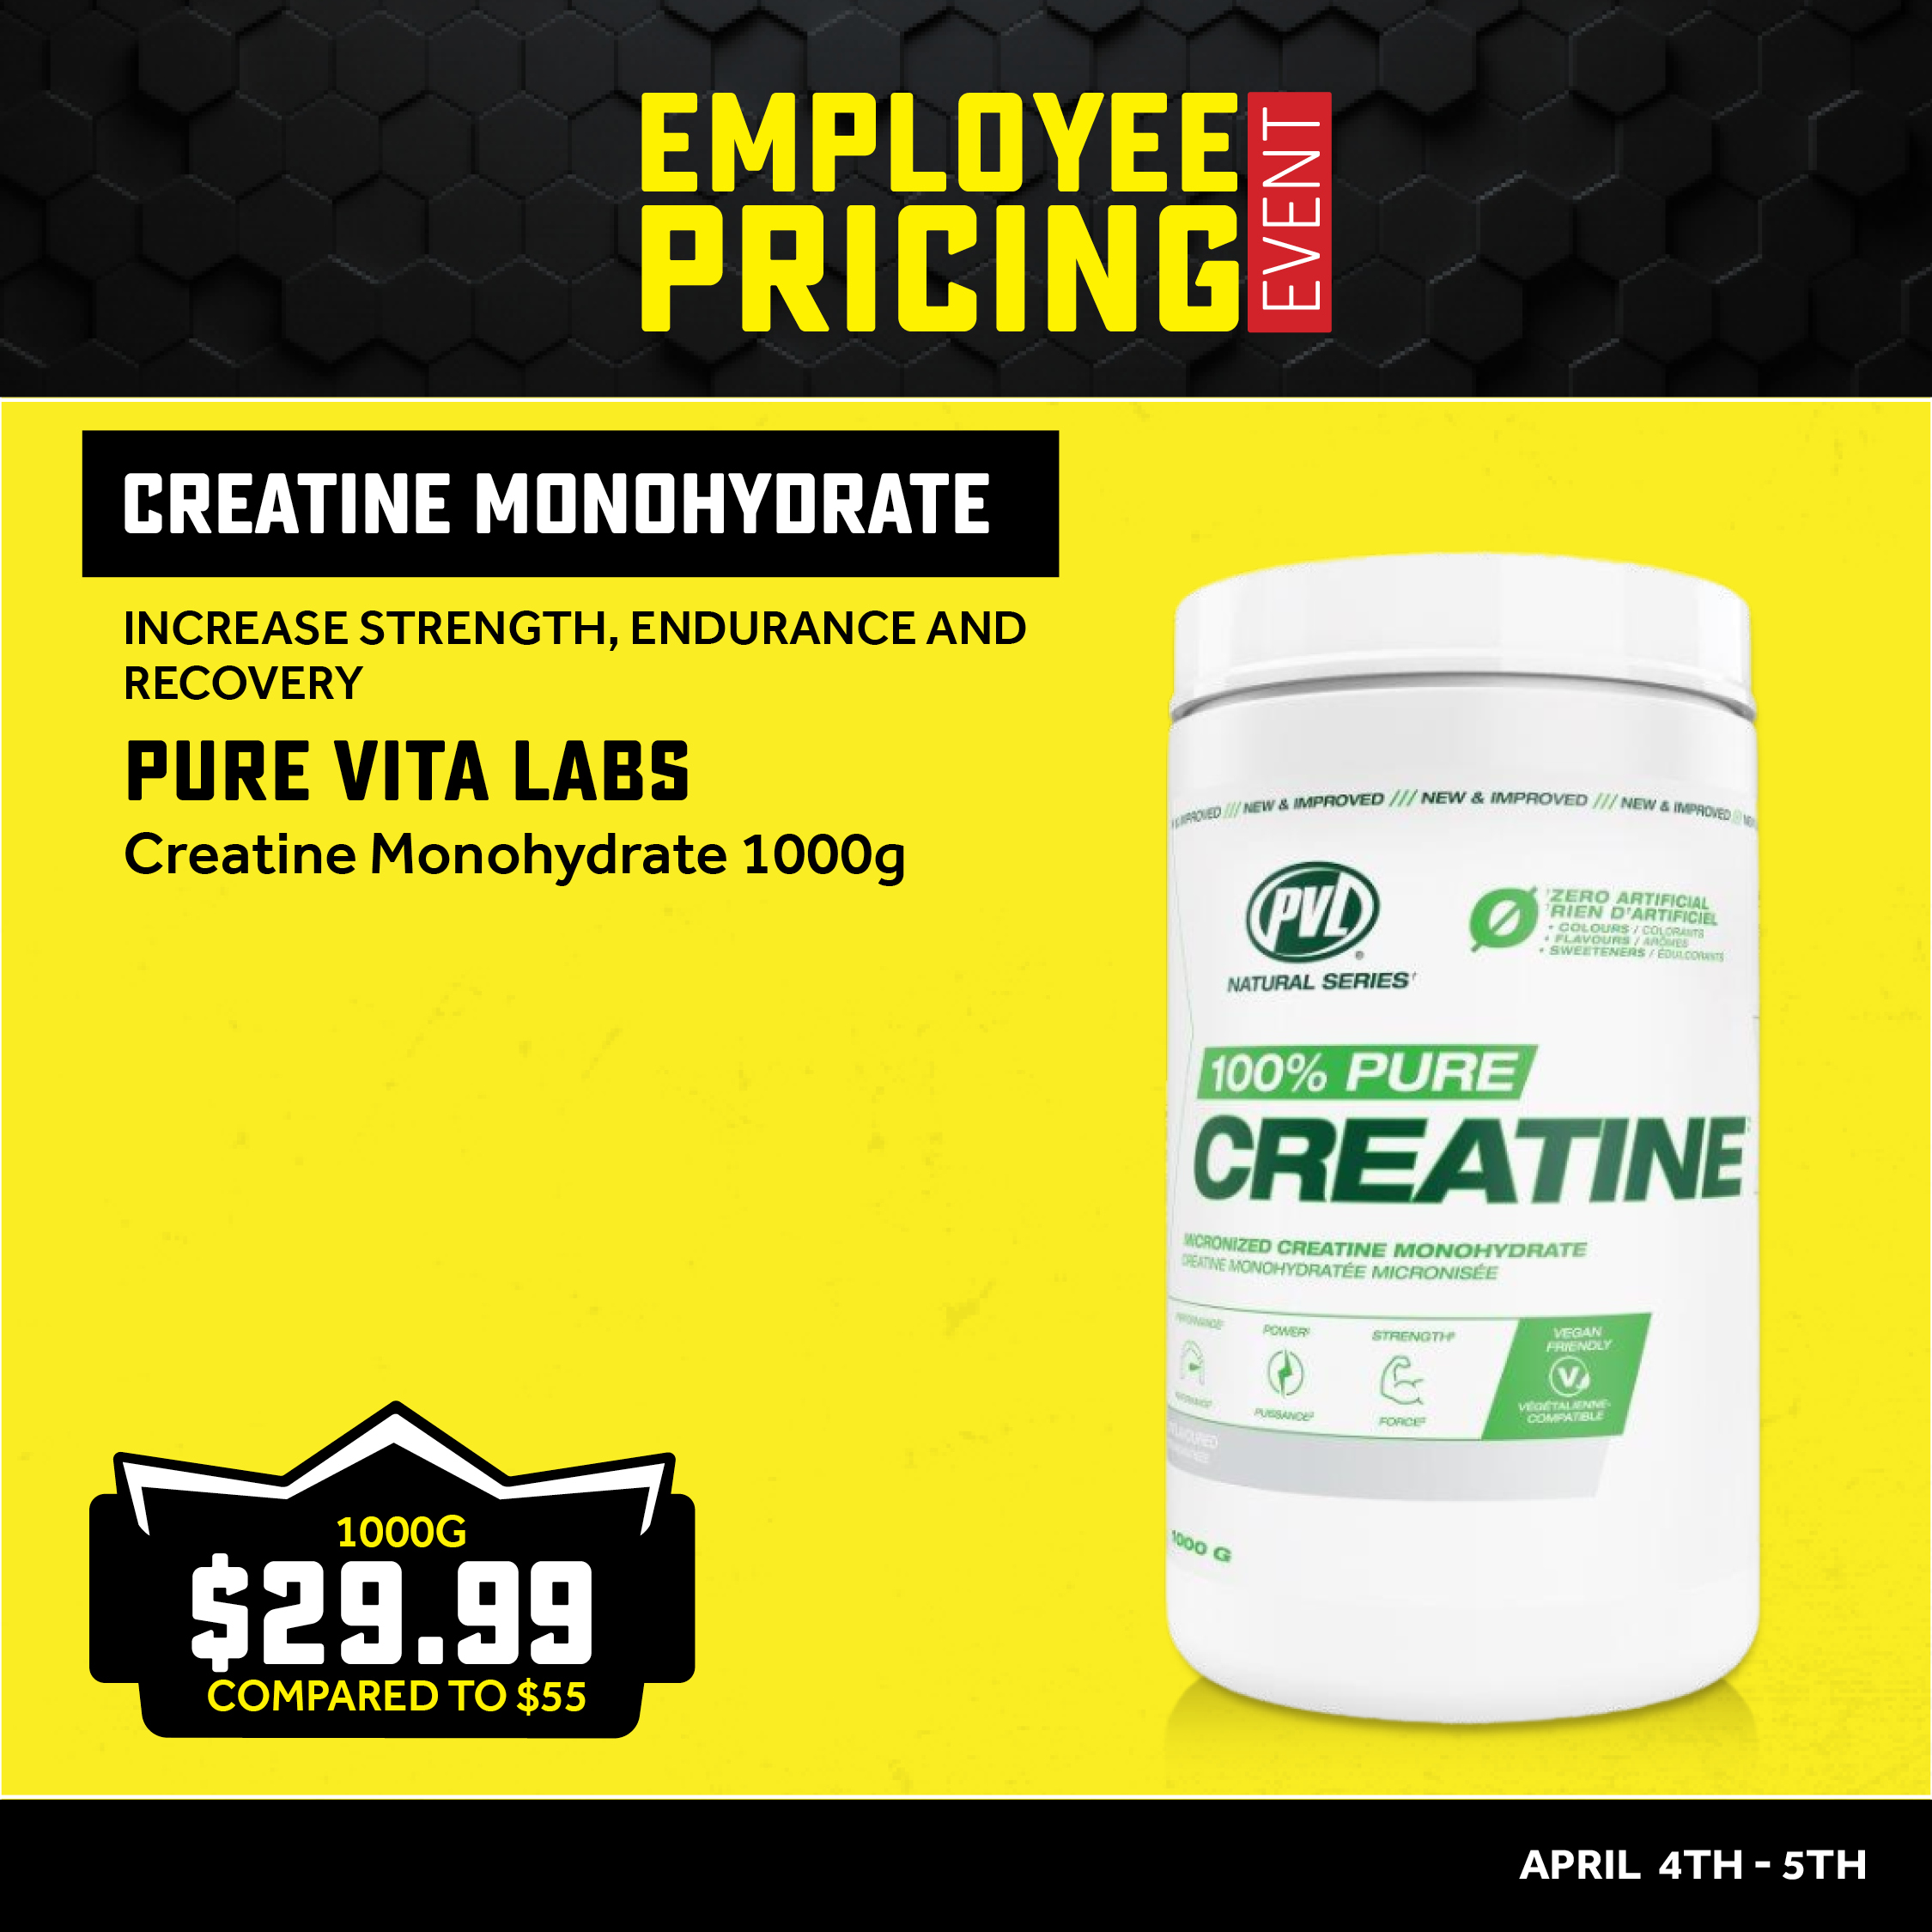 EMPLOYEE
PRICING
EVENT
CREATINE MONOHYDRATE
INCREASE STRENGTH, ENDURANCE AND
RECOVERY
PURE VITA LABS
Creatine Monohydrate 1000g
NEW & IMPROVED /// NEW & IMPROVED /// NEW & IMPROVED
PVL
NATURAL SERIES†
ZERO ARTIFICIAL
RIEN D'ARTIFICIEL
• COLOURS / COLORANTS
• FLAVOURS / ARÔMES
• SWEETENERS / ÉDULCORANTS
100% PURE
CREATINE
MICRONIZED CREATINE MONOHYDRATE
CRÉATINE MONOHYDRATÉE MICRONISÉE
PERFORMANCE
POWER
STRENGTH
VEGAN
FRIENDLY
V
PUISSANCE
FORCE
VÉGÉTALIENNE-
COMPATIBLE
1000 G
1000G
$29.99
COMPARED TO $55
APRIL 4TH - 5TH